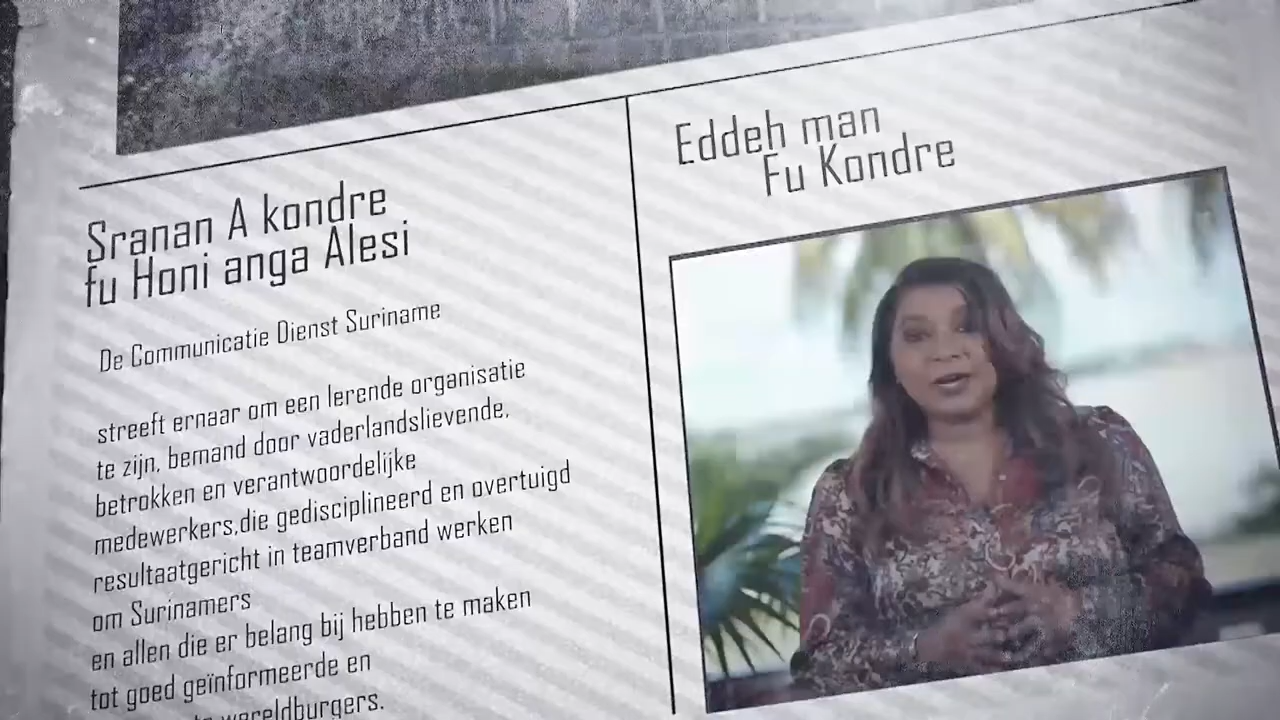 Sranan A kondre
fu Honi anga Alesi
De Communicatie Dienst Suriname
streeft ernaar om een lerende organisatie
te zijn, bemand door vaderlandslievende,
betrokken en verantwoordelijke
medewerkers,die gedisciplineerd en overtuigd
resultaatgericht in teamverband werken
om Surinamers
en allen die er belang bij hebben te maken
tot goed geïnformeerde en
wereldburgers.
Eddeh man
Fu Kondre